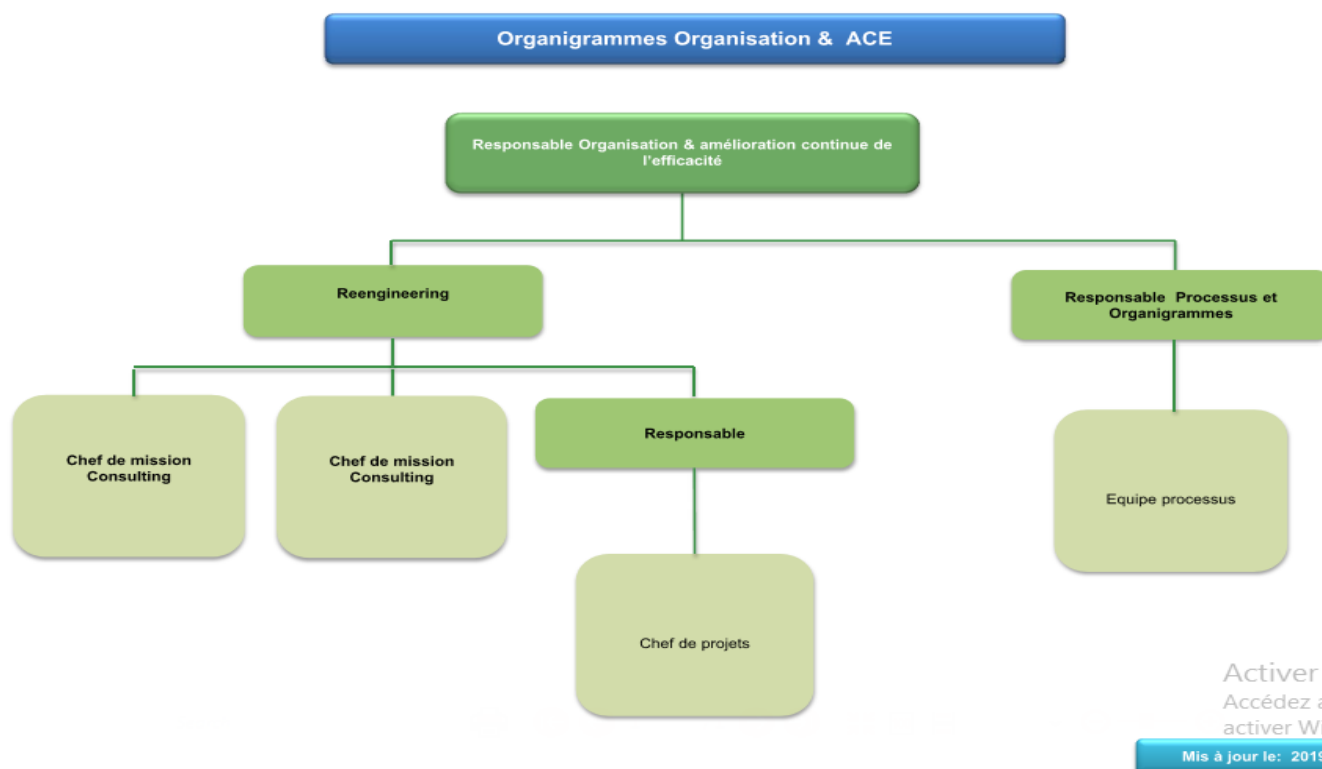 Organigrammes Organisation & ACE
Responsable Organisation & amélioration continue de
l'efficacité
Reengineering
Responsable Processus et
Organigrammes
Chef de mission
Consulting
Chef de mission
Consulting
Responsable
Equipe processus
Chef de projets
Activer
Accédez
activer
Mis à jour le: 2019